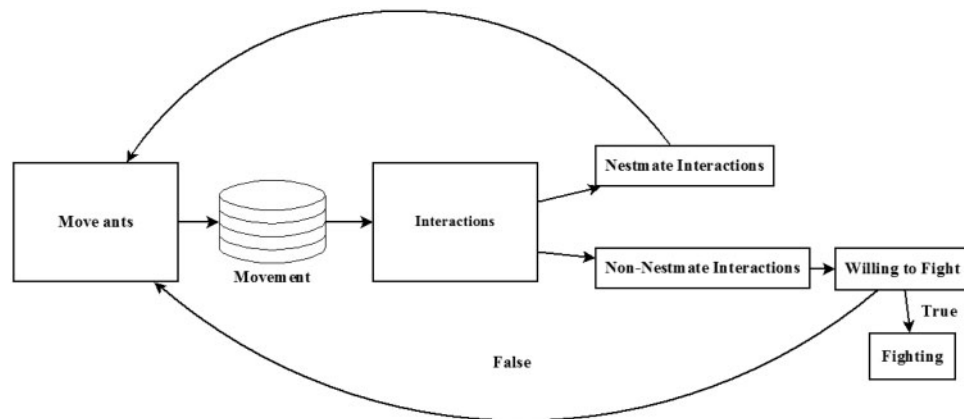 Nestmate Interactions
Move ants
Interactions
Movement
Non-Nestmate Interactions
Willing to Fight
True
Fighting
False